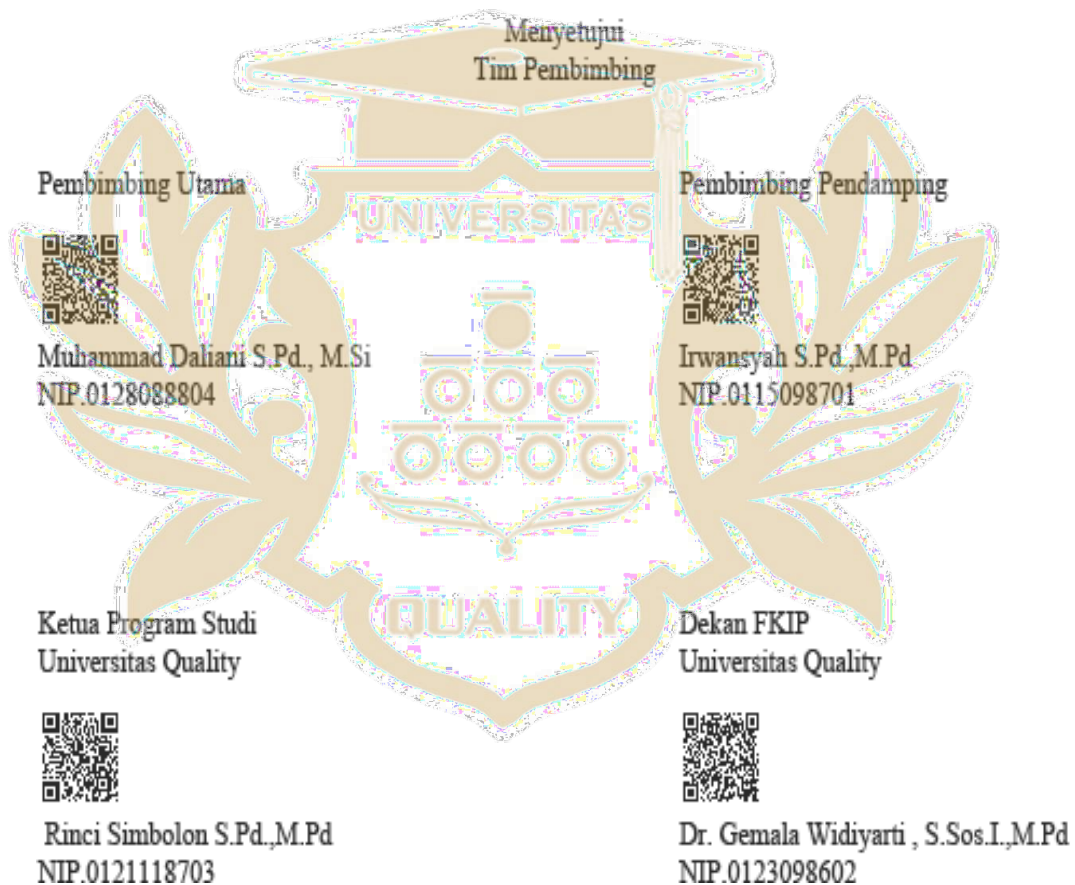 Menyetujui
Tim Pembimbing
Pembimbing Utama
Pembimbing Pendamping
UNIVERSITAS
Muhammad Daliani S.Pd., M.Si
NIP.0128088804
Irwansyah S.Pd.,M.Pd
NIP.0115098701
QUALITY
Ketua Program Studi
Universitas Quality
Dekan FKIP
Universitas Quality
Rinci Simbolon S.Pd.,M.Pd
NIP.0121118703
Dr. Gemala Widiyarti , S.Sos.I.,M.Pd
NIP.0123098602